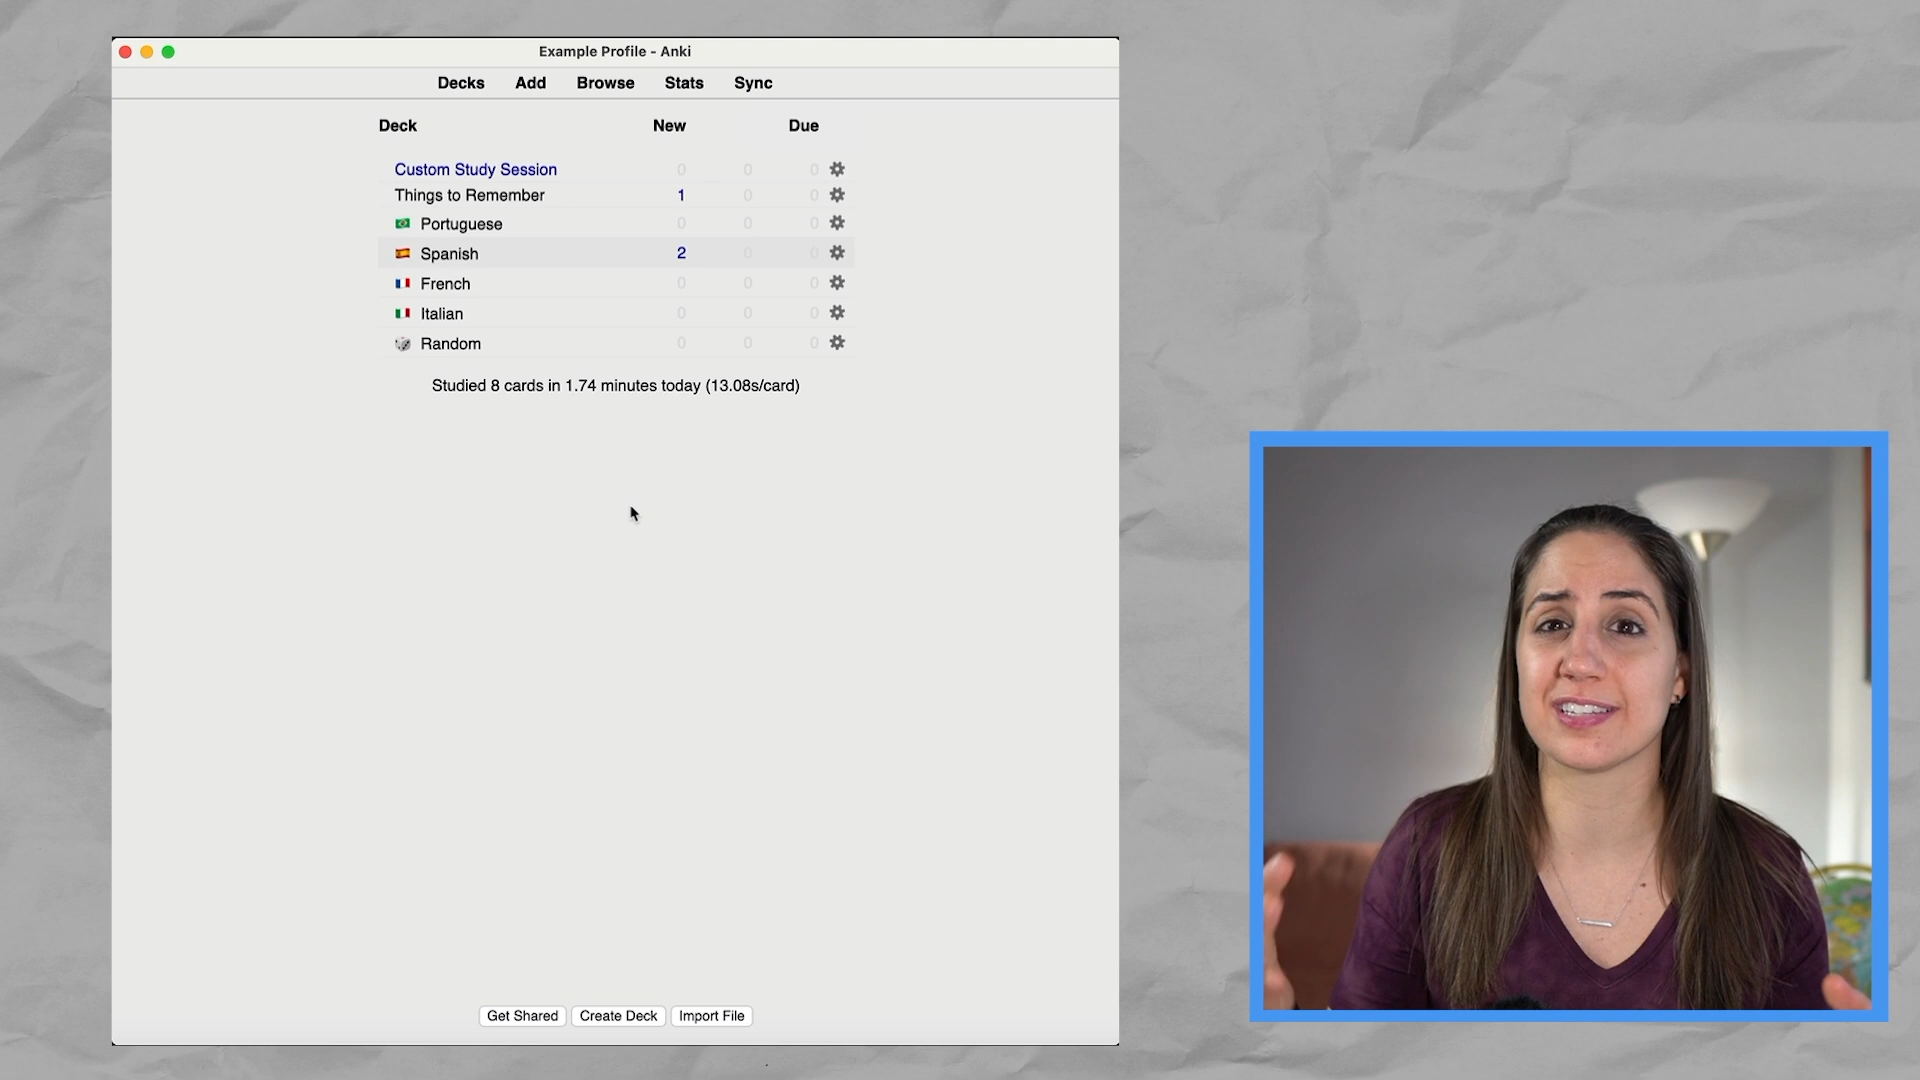 Example Profile - Anki
Decks Add Browse Stats Sync
Deck New Due
Custom Study Session 0 0 0
Things to Remember 1 0 0
Portuguese 0 0 0
Spanish 2 0 0
French 0 0 0
Italian 0 0 0
Random 0 0 0
Studied 8 cards in 1.74 minutes today (13.08s/card)
Get Shared Create Deck Import File